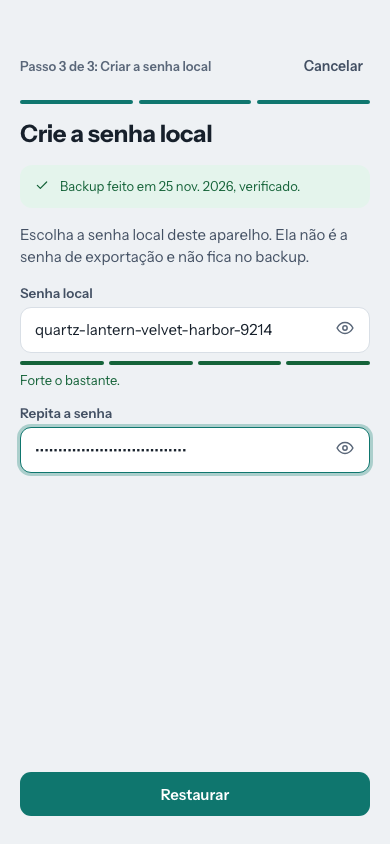 Passo 3 de 3: Criar a senha local
Cancelar
Crie a senha local
Backup feito em 25 nov. 2026, verificado.
Escolha a senha local deste aparelho. Ela não é a
senha de exportação e não fica no backup.
Senha local
quartz-lantern-velvet-harbor-9214
Forte o bastante.
Repita a senha
Restaurar